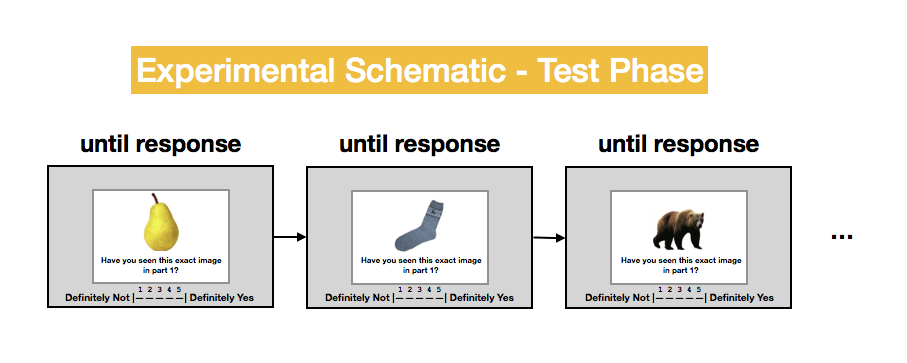 Experimental Schematic - Test Phase
until response
until response
until response
Have you seen this exact image
in part 1?
1 2 3 4 5
Definitely Not |—————| Definitely Yes
Have you seen this exact image
in part 1?
1 2 3 4 5
Definitely Not |—————| Definitely Yes
Have you seen this exact image
in part 1?
1 2 3 4 5
Definitely Not |—————| Definitely Yes
...